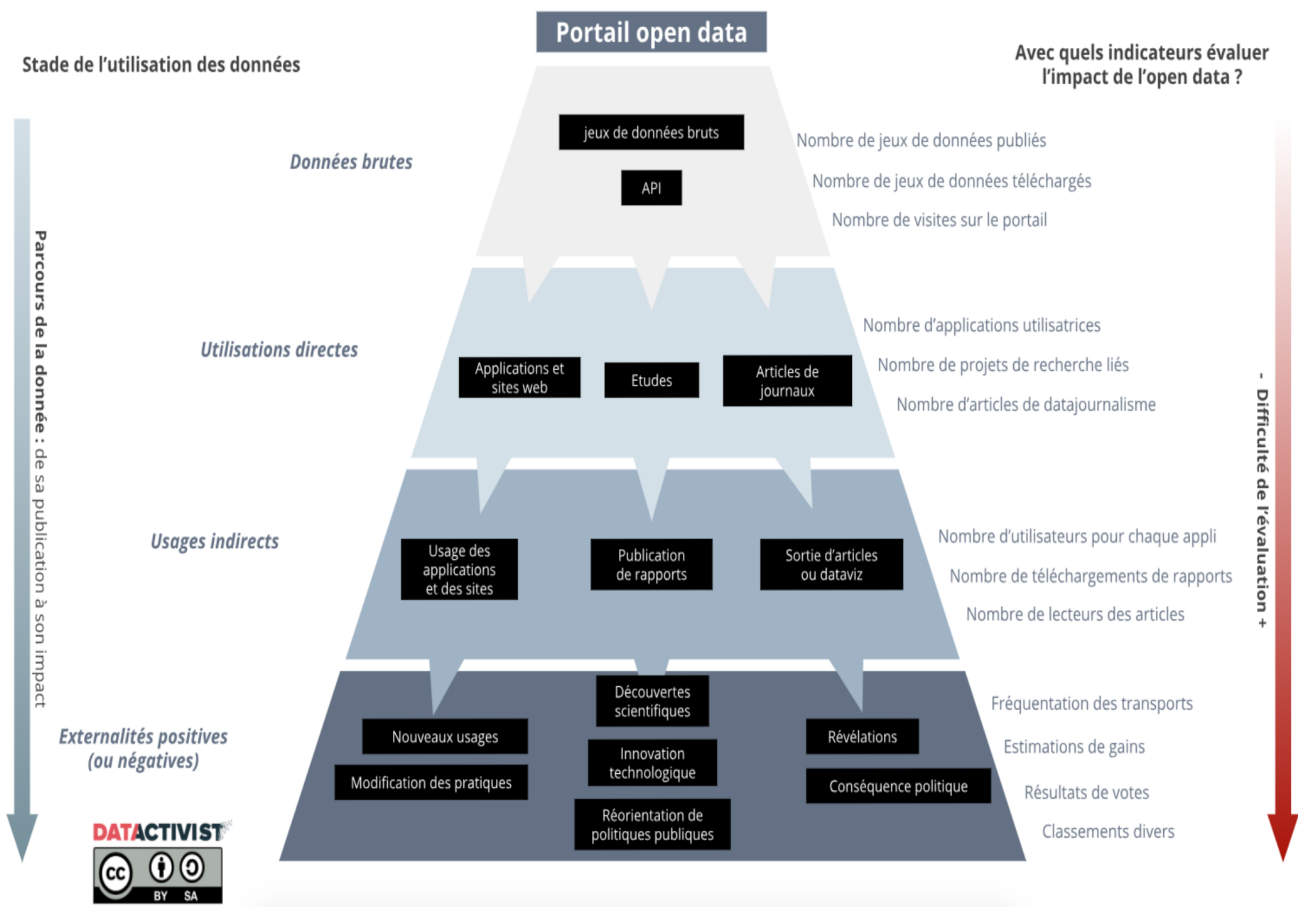 Portail open data
Stade de l'utilisation des données
Avec quels indicateurs évaluer
l'impact de l'open data ?
Parcours de la donnée : de sa publication à son impact
- Difficulté de l'évaluation +
Données brutes
jeux de données bruts
API
Nombre de jeux de données publiés
Nombre de jeux de données téléchargés
Nombre de visites sur le portail
Utilisations directes
Applications et
sites web
Etudes
Articles de
journaux
Nombre d'applications utilisatrices
Nombre de projets de recherche liés
Nombre d'articles de datajournalisme
Usages indirects
Usage des
applications
et des sites
Publication
de rapports
Sortie d'articles
ou dataviz
Nombre d'utilisateurs pour chaque appli
Nombre de téléchargements de rapports
Nombre de lecteurs des articles
Externalités positives
(ou négatives)
Nouveaux usages
Modification des pratiques
Découvertes
scientifiques
Innovation
technologique
Réorientation de
politiques publiques
Révélations
Conséquence politique
Fréquentation des transports
Estimations de gains
Résultats de votes
Classements divers
DATACTIVIST
cc
BY SA